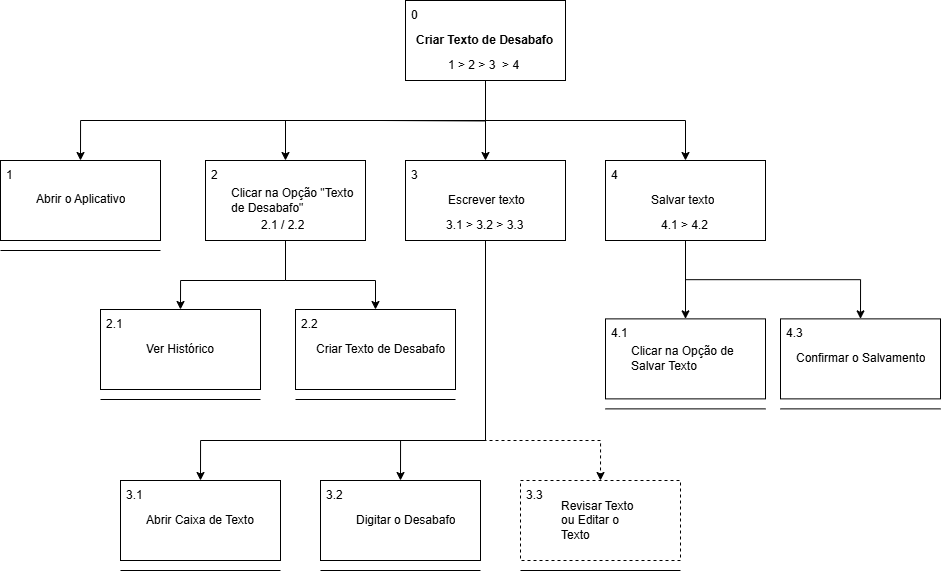 0
Criar Texto de Desabafo
1 > 2 > 3 > 4
1
Abrir o Aplicativo
2
Clicar na Opção "Texto
de Desabafo"
2.1 / 2.2
3
Escrever texto
3.1 > 3.2 > 3.3
4
Salvar texto
4.1 > 4.2
2.1
Ver Histórico
2.2
Criar Texto de Desabafo
4.1
Clicar na Opção de
Salvar Texto
4.3
Confirmar o Salvamento
3.1
Abrir Caixa de Texto
3.2
Digitar o Desabafo
3.3
Revisar Texto
ou Editar o
Texto